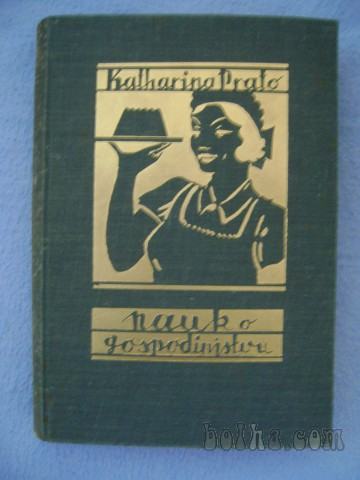 Katharina Prato
nauk o
gospodinjstvu
bolha.com